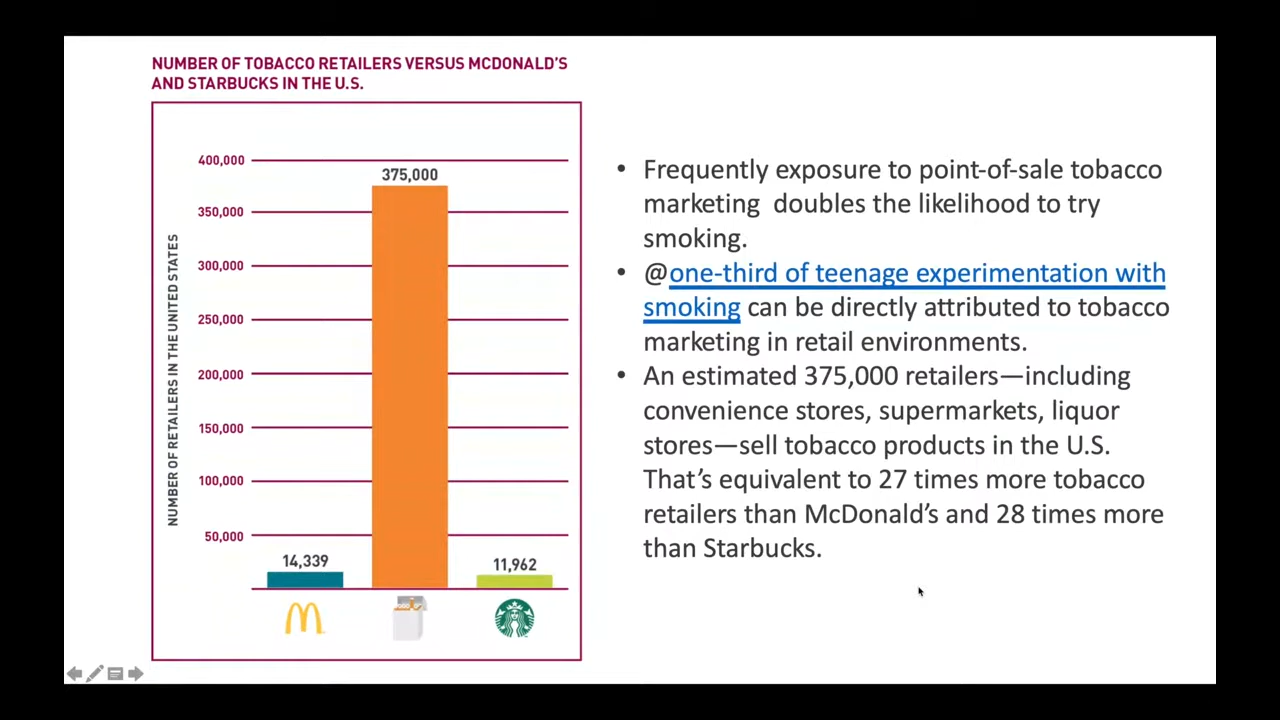 NUMBER OF TOBACCO RETAILERS VERSUS MCDONALD'S
AND STARBUCKS IN THE U.S.
NUMBER OF RETAILERS IN THE UNITED STATES
400,000
350,000
300,000
250,000
200,000
150,000
100,000
50,000
14,339
375,000
11,962
• Frequently exposure to point-of-sale tobacco
marketing  doubles the likelihood to try
smoking.
• @one-third of teenage experimentation with
smoking can be directly attributed to tobacco
marketing in retail environments.
• An estimated 375,000 retailers—including
convenience stores, supermarkets, liquor
stores—sell tobacco products in the U.S.
That's equivalent to 27 times more tobacco
retailers than McDonald's and 28 times more
than Starbucks.